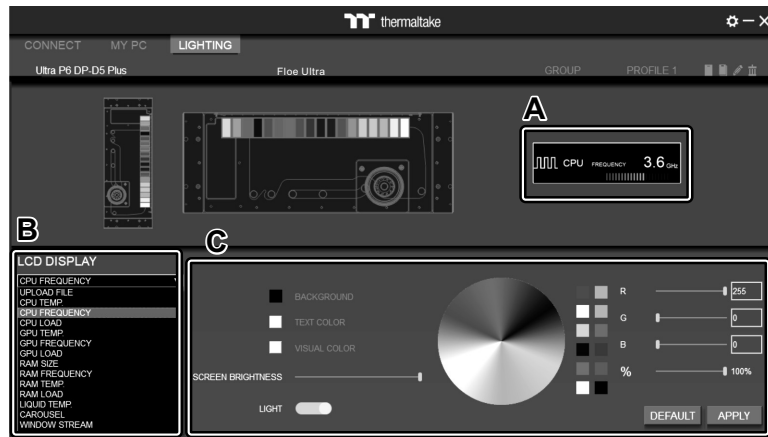 thermaltake
CONNECT MY PC LIGHTING
Ultra P6 DP-D5 Plus Floe Ultra GROUP PROFILE 1
A
CPU FREQUENCY 3.6 GHz
B
C
LCD DISPLAY
CPU FREQUENCY
UPLOAD FILE
CPU TEMP.
CPU FREQUENCY
CPU LOAD
GPU TEMP.
GPU FREQUENCY
GPU LOAD
RAM SIZE
RAM FREQUENCY
RAM TEMP.
RAM LOAD
LIQUID TEMP.
CAROUSEL
WINDOW STREAM
BACKGROUND
TEXT COLOR
VISUAL COLOR
SCREEN BRIGHTNESS
LIGHT
R 255
G 0
B 0
% 100%
DEFAULT APPLY